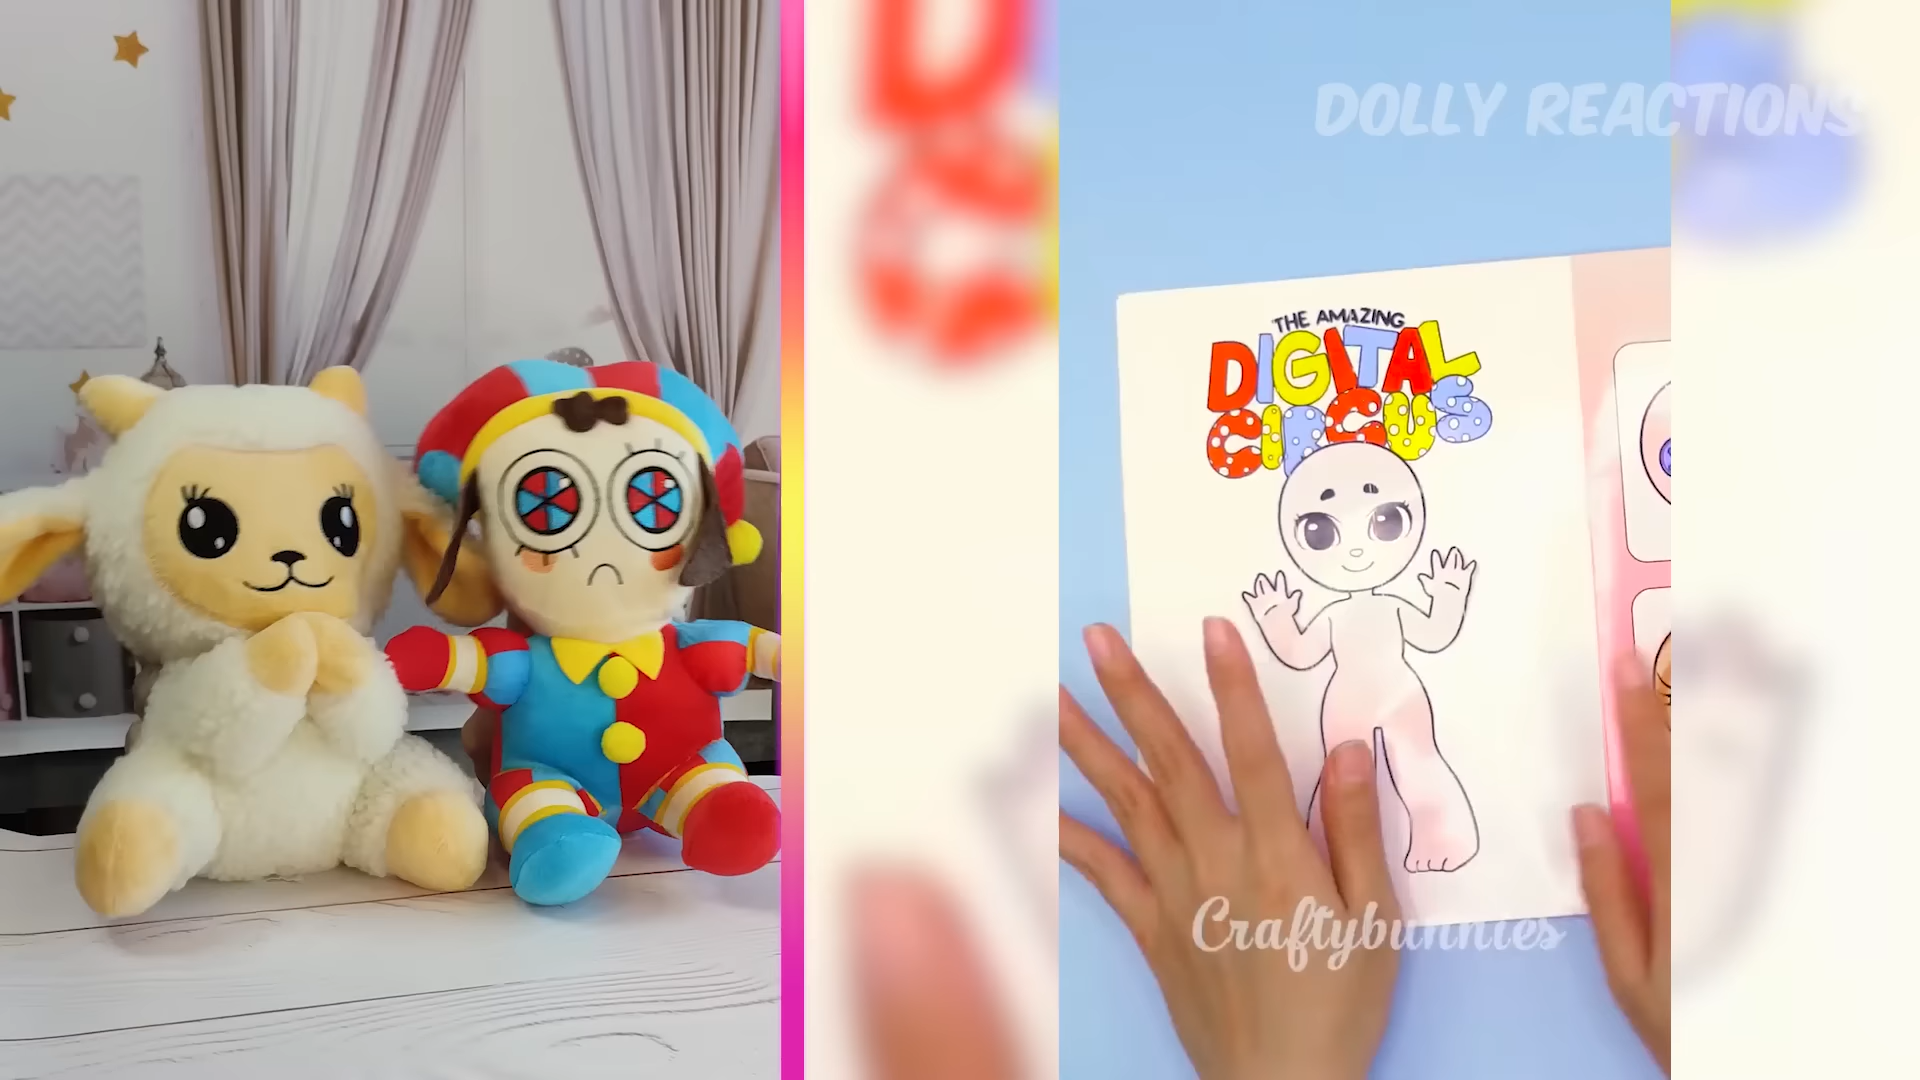 DOLLY REACTIONS
THE AMAZING
DIGITAL
CIRCUS
Craftybunnies